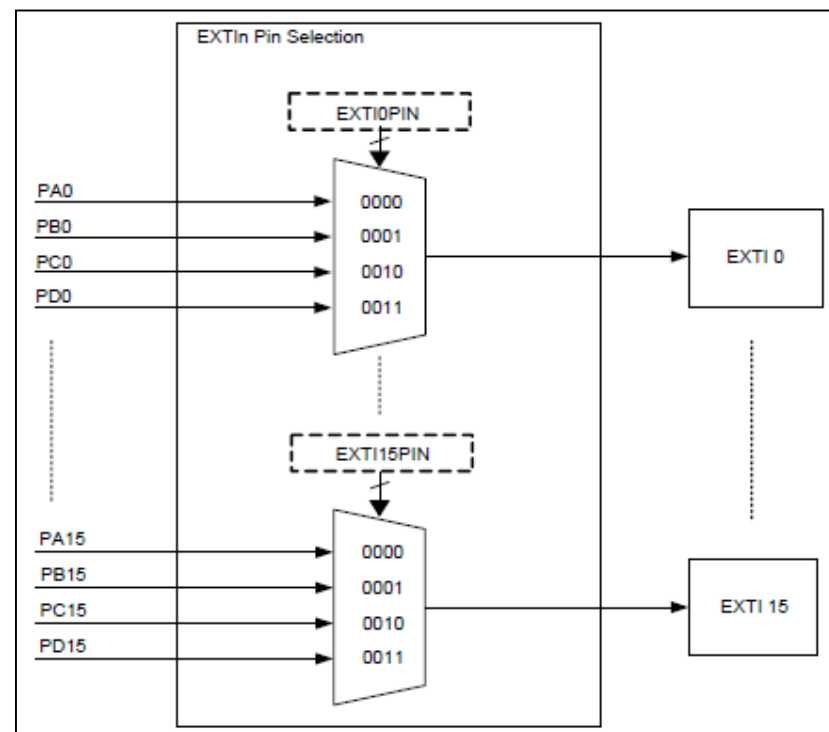 EXTIn Pin Selection
EXTI0PIN
PA0
0000
PB0
0001
PC0
0010
EXTI 0
PD0
0011
EXTI15PIN
PA15
0000
PB15
0001
PC15
0010
EXTI 15
PD15
0011